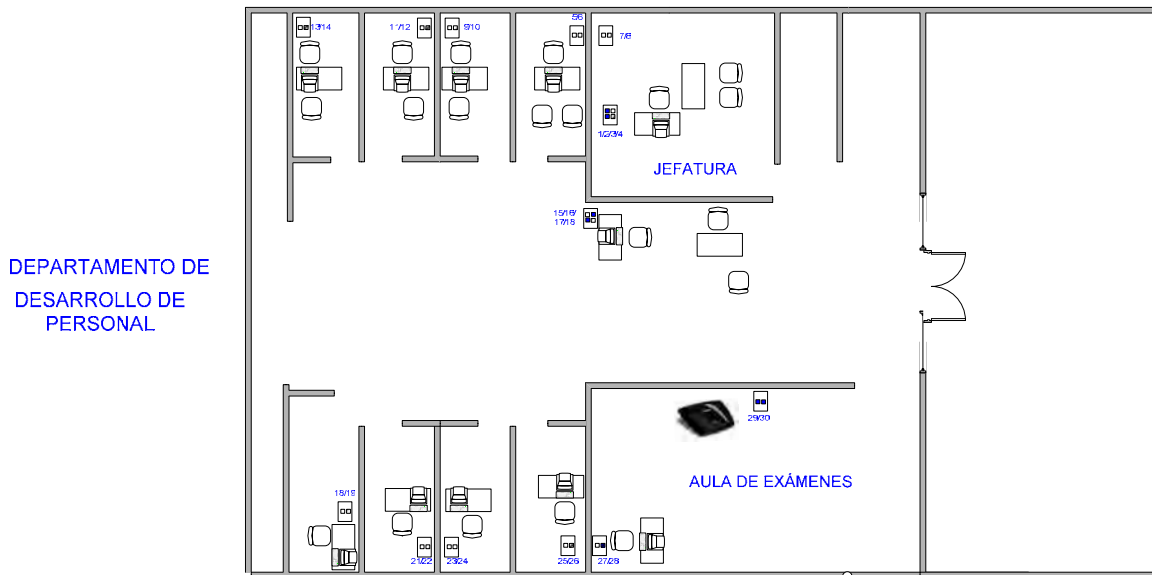 13/14
11/12
9/10
5/6
7/8
1/2/3/4
JEFATURA
15/16/
17/18
DEPARTAMENTO DE
DESARROLLO DE
PERSONAL
29/30
AULA DE EXÁMENES
18/19
21/22
23/24
25/26
27/28